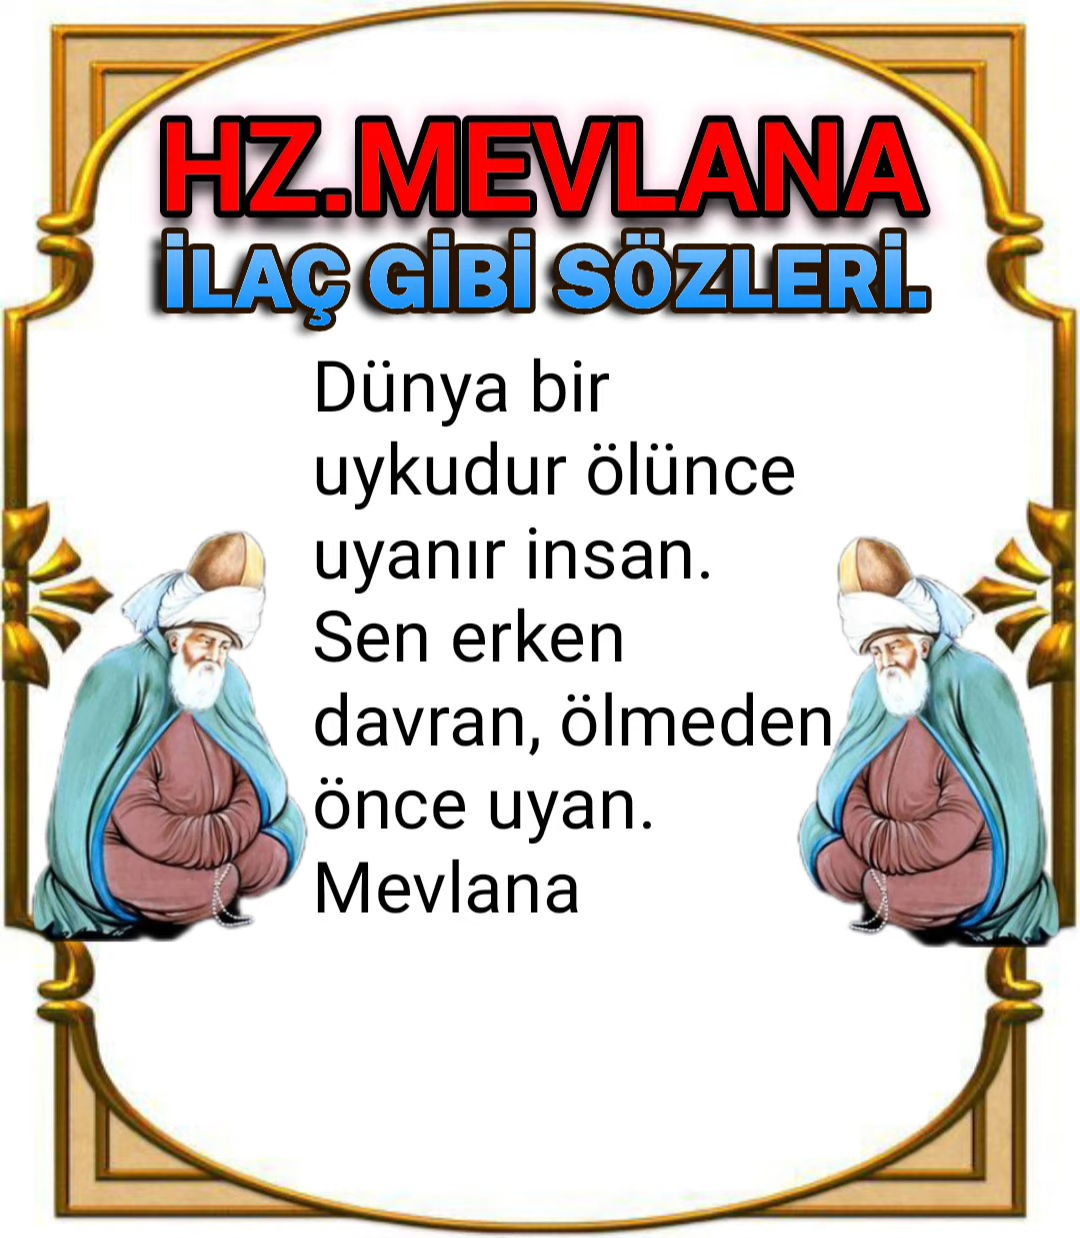 HZ.MEVLANA
İLAÇ GİBİ SÖZLERİ.
Dünya bir
uykudur ölünce
uyanır insan.
Sen erken
davran, ölmeden
önce uyan.
Mevlana